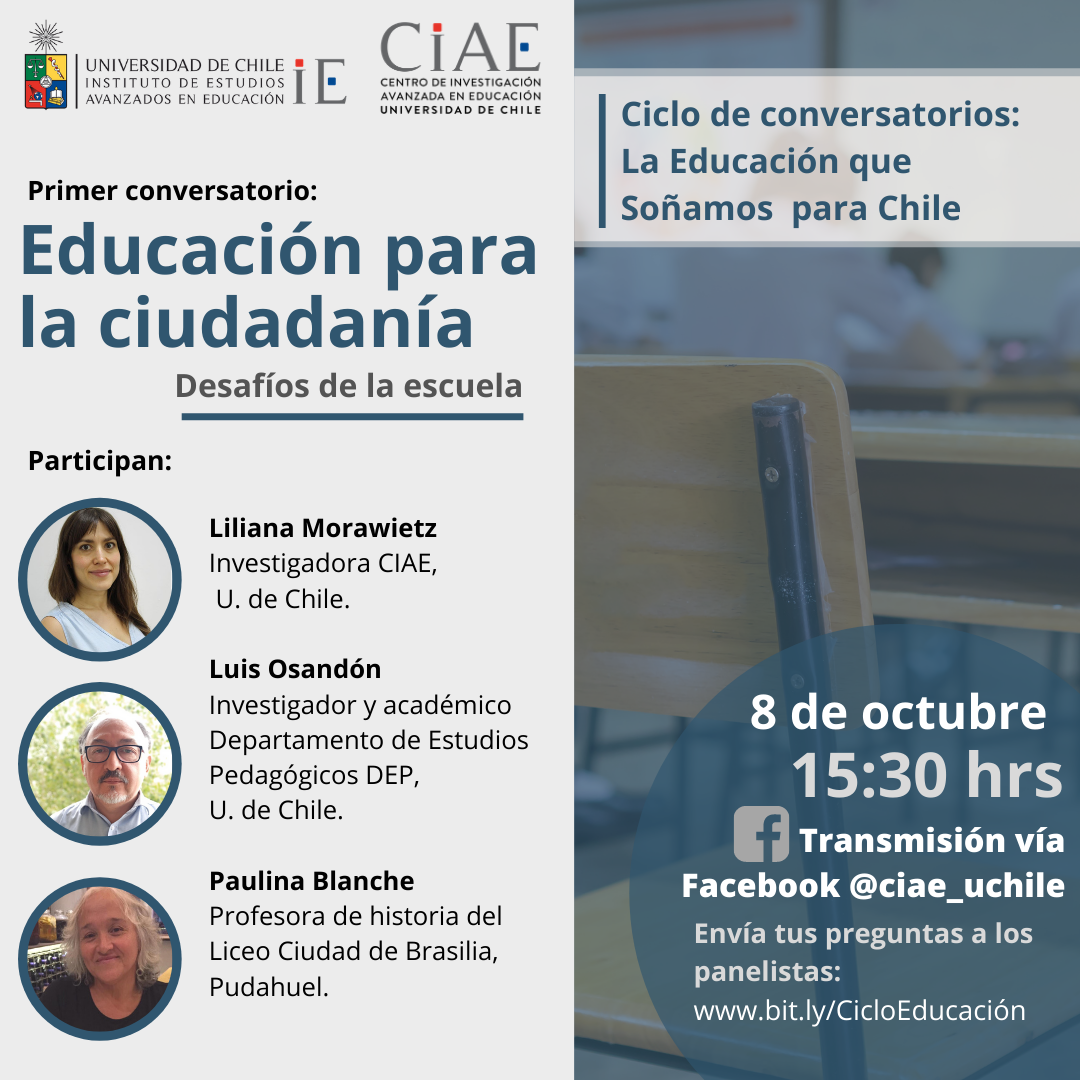 UNIVERSIDAD DE CHILE
INSTITUTO DE ESTUDIOS
AVANZADOS EN EDUCACIÓN
iE
CiAE
CENTRO DE INVESTIGACIÓN
AVANZADA EN EDUCACIÓN
UNIVERSIDAD DE CHILE
Primer conversatorio:
Educación para
la ciudadanía
Desafíos de la escuela
Participan:
Liliana Morawietz
Investigadora CIAE,
U. de Chile.
Luis Osandón
Investigador y académico
Departamento de Estudios
Pedagógicos DEP,
U. de Chile.
Paulina Blanche
Profesora de historia del
Liceo Ciudad de Brasilia,
Pudahuel.
Ciclo de conversatorios:
La Educación que
Soñamos para Chile
8 de octubre
15:30 hrs
Transmisión vía
Facebook @ciae_uchile
Envía tus preguntas a los
panelistas:
www.bit.ly/CicloEducación